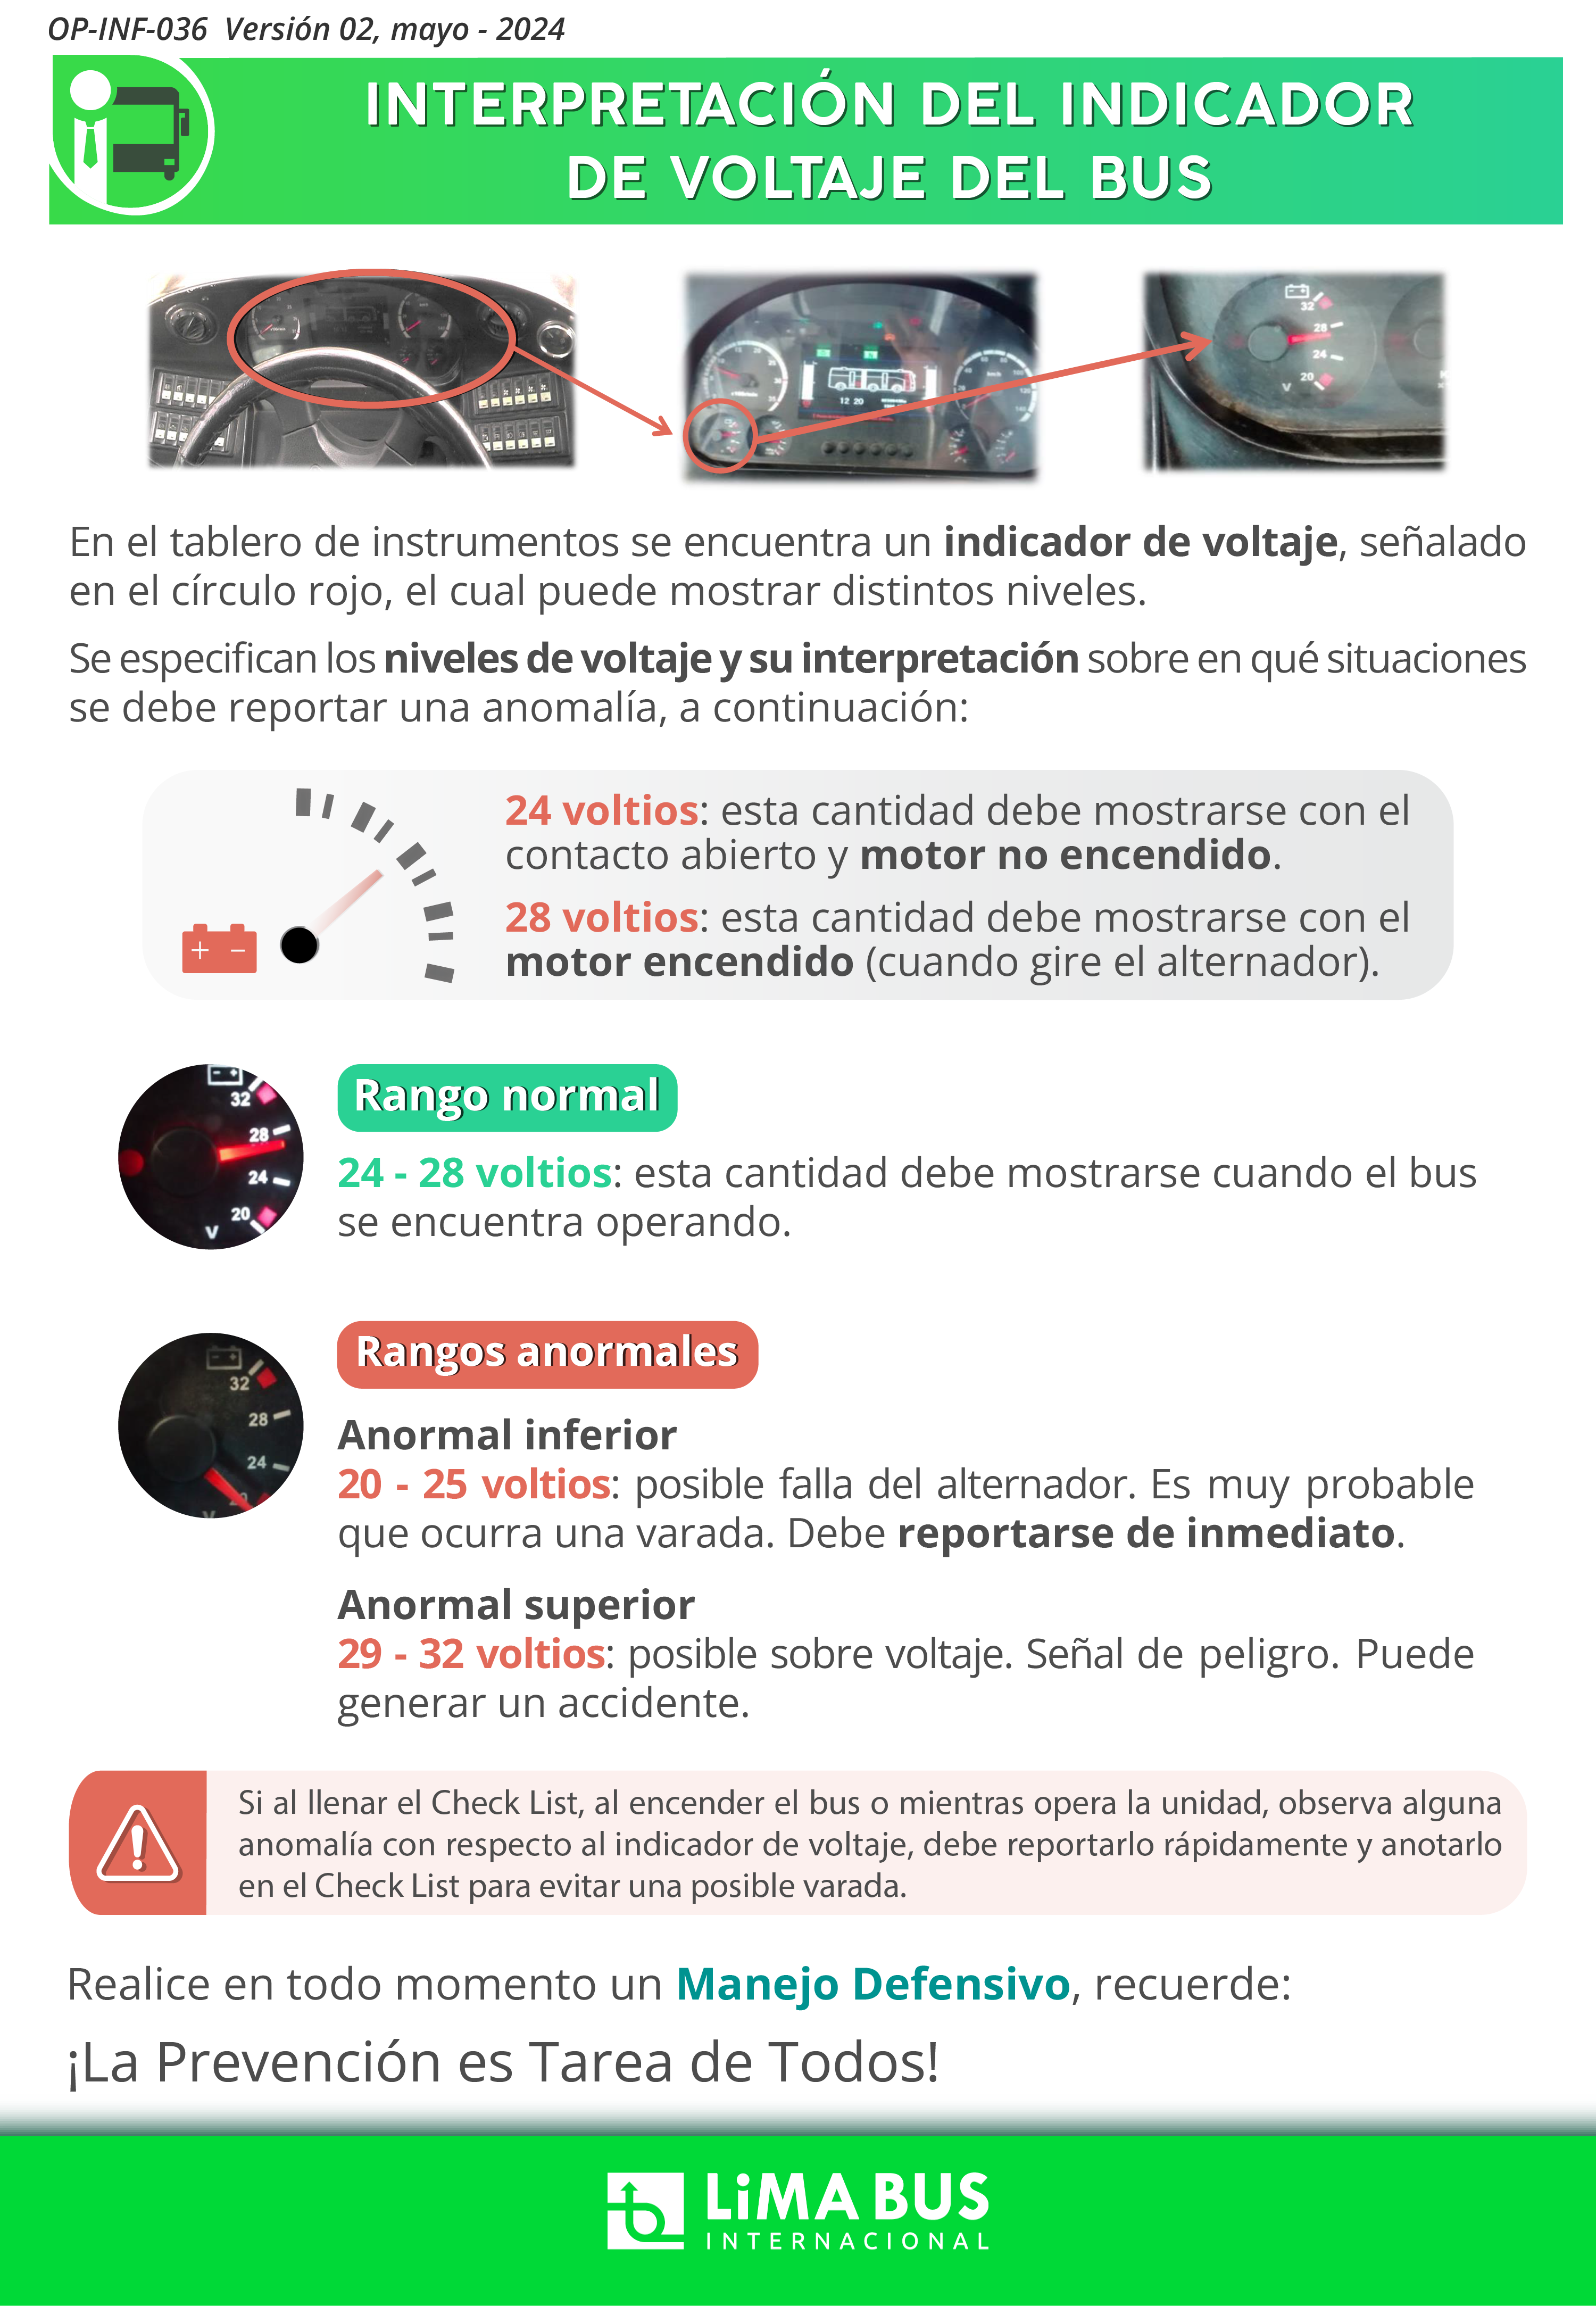 OP-INF-036 Versión 02, mayo - 2024
INTERPRETACIÓN DEL INDICADOR
DE VOLTAJE DEL BUS
12 20
km/h
32
28
24
20
V
En el tablero de instrumentos se encuentra un indicador de voltaje, señalado
en el círculo rojo, el cual puede mostrar distintos niveles.
Se especifican los niveles de voltaje y su interpretación sobre en qué situaciones
se debe reportar una anomalía, a continuación:
24 voltios: esta cantidad debe mostrarse con el
contacto abierto y motor no encendido.
28 voltios: esta cantidad debe mostrarse con el
motor encendido (cuando gire el alternador).
+ -
32
28
24
20
V
Rango normal
24 - 28 voltios: esta cantidad debe mostrarse cuando el bus
se encuentra operando.
32
28
24
20
V
Rangos anormales
Anormal inferior
20 - 25 voltios: posible falla del alternador. Es muy probable
que ocurra una varada. Debe reportarse de inmediato.
Anormal superior
29 - 32 voltios: posible sobre voltaje. Señal de peligro. Puede
generar un accidente.
Si al llenar el Check List, al encender el bus o mientras opera la unidad, observa alguna
anomalía con respecto al indicador de voltaje, debe reportarlo rápidamente y anotarlo
en el Check List para evitar una posible varada.
Realice en todo momento un Manejo Defensivo, recuerde:
¡La Prevención es Tarea de Todos!
LiMA BUS
INTERNACIONAL